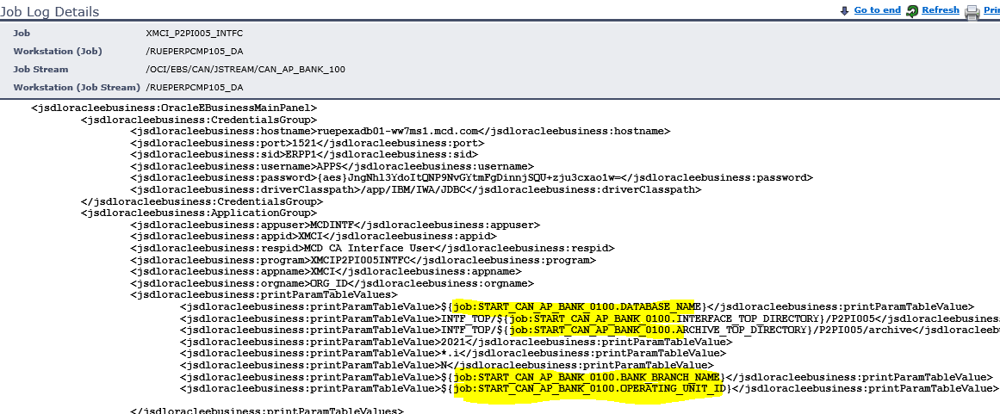 Job Log Details
Go to end Refresh Prin
Job XMCI_P2PI005_INTFC
Workstation (Job) /RUEPERPCMP105_DA
Job Stream /OCI/EBS/CAN/JSTREAM/CAN_AP_BANK_100
Workstation (Job Stream) /RUEPERPCMP105_DA
<jsdloracleebusiness:OracleEBusinessMainPanel>
<jsdloracleebusiness:CredentialsGroup>
<jsdloracleebusiness:hostname>ruepexadb01-ww7ms1.mcd.com</jsdloracleebusiness:hostname>
<jsdloracleebusiness:port>1521</jsdloracleebusiness:port>
<jsdloracleebusiness:sid>ERPP1</jsdloracleebusiness:sid>
<jsdloracleebusiness:username>APPS</jsdloracleebusiness:username>
<jsdloracleebusiness:password>{aes}JngNhl3YdoItQNP9NvGYtmFgDinnjSQU+zju3cxao1w=</jsdloracleebusiness:password>
<jsdloracleebusiness:driverClasspath>/app/IBM/IWA/JDBC</jsdloracleebusiness:driverClasspath>
</jsdloracleebusiness:CredentialsGroup>
<jsdloracleebusiness:ApplicationGroup>
<jsdloracleebusiness:appuser>MCDINTF</jsdloracleebusiness:appuser>
<jsdloracleebusiness:appid>XMCI</jsdloracleebusiness:appid>
<jsdloracleebusiness:respid>MCD CA Interface User</jsdloracleebusiness:respid>
<jsdloracleebusiness:program>XMCIP2PI005INTFC</jsdloracleebusiness:program>
<jsdloracleebusiness:appname>XMCI</jsdloracleebusiness:appname>
<jsdloracleebusiness:orgname>ORG_ID</jsdloracleebusiness:orgname>
<jsdloracleebusiness:printParamTableValues>
<jsdloracleebusiness:printParamTableValue>${job:START_CAN_AP_BANK_0100.DATABASE_NAME}</jsdloracleebusiness:printParamTableValue>
<jsdloracleebusiness:printParamTableValue>INTF_TOP/${job:START_CAN_AP_BANK_0100.INTERFACE_TOP_DIRECTORY}/P2PI005</jsdloracleebusiness
<jsdloracleebusiness:printParamTableValue>INTF_TOP/${job:START_CAN_AP_BANK_0100.ARCHIVE_TOP_DIRECTORY}/P2PI005/archive</jsdloracleebu
<jsdloracleebusiness:printParamTableValue>2021</jsdloracleebusiness:printParamTableValue>
<jsdloracleebusiness:printParamTableValue>*.i</jsdloracleebusiness:printParamTableValue>
<jsdloracleebusiness:printParamTableValue>N</jsdloracleebusiness:printParamTableValue>
<jsdloracleebusiness:printParamTableValue>${job:START_CAN_AP_BANK_0100.BANK_BRANCH_NAME}</jsdloracleebusiness:printParamTableValue>
<jsdloracleebusiness:printParamTableValue>${job:START_CAN_AP_BANK_0100.OPERATING_UNIT_ID}</jsdloracleebusiness:printParamTableValue>
</jsdloracleebusiness:printParamTableValues>